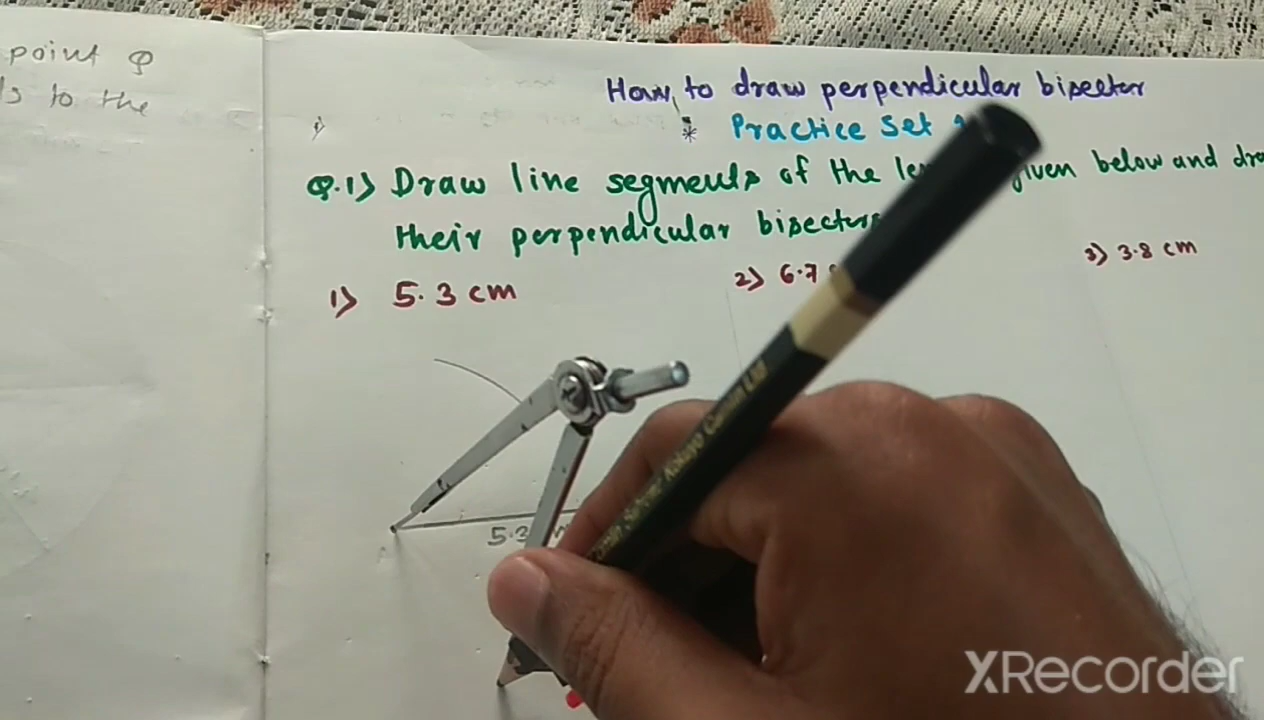 point Q
to the
How to draw perpendicular bisector
* Practice Set
Q.1) Draw line segments of the given below and
their perpendicular bisectors
1) 5.3 cm
2) 6.7
3) 3.8 cm
5.3
XRecorder